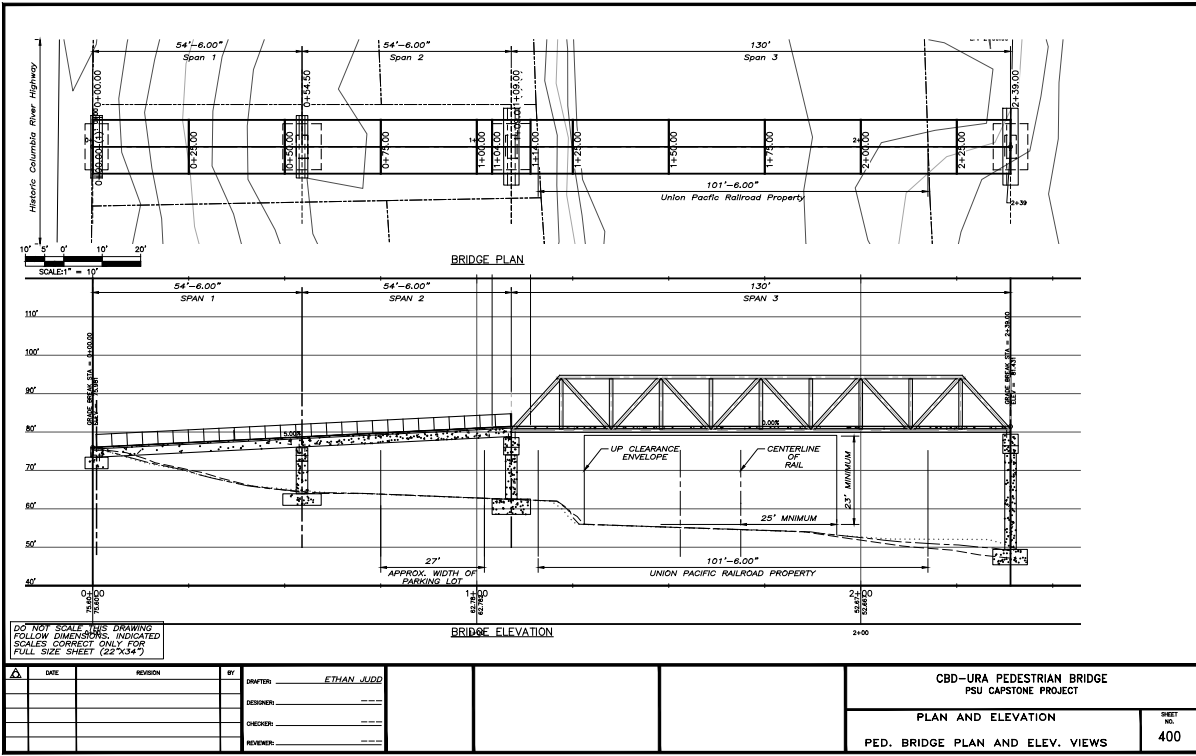 54'-6.00"
Span 1
54'-6.00"
Span 2
130'
Span 3
Historic Columbia River Highway
0+00.00
0+54.50
1+09.00
2+39.00
0+25.00
0+50.00
0+75.00
1+00.00
1+04.00
1+14.00
1+25.00
1+50.00
1+75.00
2+00.00
2+25.00
101'-6.00"
Union Pacfic Railroad Property
2+39
10' 5' 0' 10' 20'
SCALE:1" = 10'
BRIDGE PLAN
54'-6.00"
SPAN 1
54'-6.00"
SPAN 2
130'
SPAN 3
110'
100'
90'
80'
70'
60'
50'
40'
GRADE BREAK STA = 0+00.00
GRADE BREAK STA = 2+39.00
ELEV = 81.431
5.00%
0.00%
UP CLEARANCE
ENVELOPE
CENTERLINE
OF
RAIL
23' MINIMUM
25' MNIMUM
27'
APPROX. WIDTH OF
PARKING LOT
101'-6.00"
UNION PACIFIC RAILROAD PROPERTY
0+00
1+00
2+00
2+00
BRIDGE ELEVATION
DO NOT SCALE THIS DRAWING
FOLLOW DIMENSIONS. INDICATED
SCALES CORRECT ONLY FOR
FULL SIZE SHEET (22"X34")
DATE REVISION BY
DRAFTER: ETHAN JUDD
DESIGNER: ---
CHECKER: ---
REVIEWER: ---
CBD-URA PEDESTRIAN BRIDGE
PSU CAPSTONE PROJECT
PLAN AND ELEVATION
PED. BRIDGE PLAN AND ELEV. VIEWS
SHEET
NO.
400